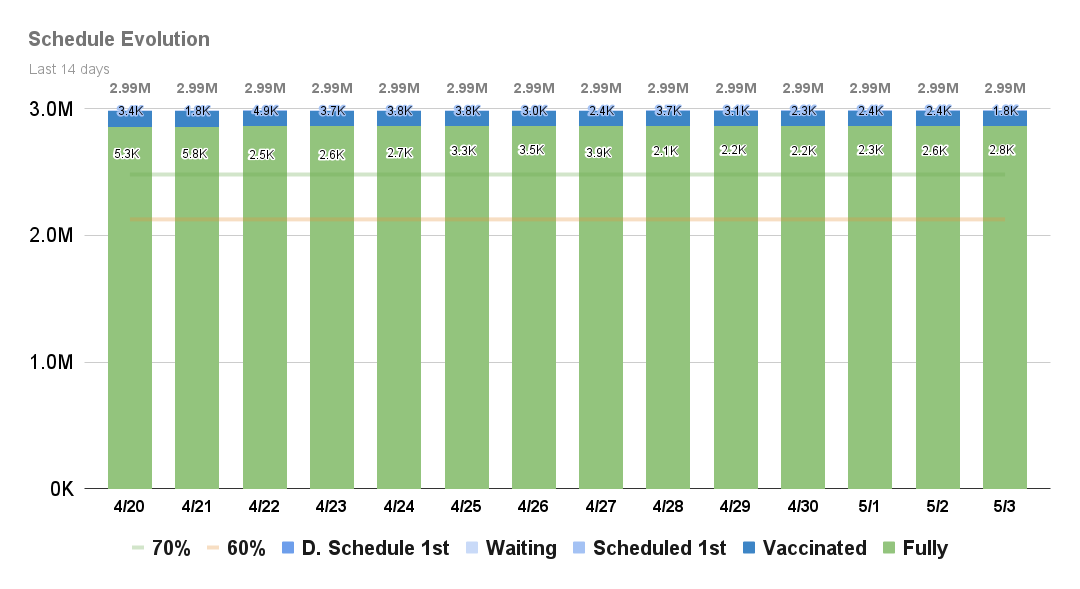 Schedule Evolution
Last 14 days
2.99M 2.99M 2.99M 2.99M 2.99M 2.99M 2.99M 2.99M 2.99M 2.99M 2.99M 2.99M 2.99M 2.99M
3.0M 3.4K 1.8K 4.9K 3.7K 3.8K 3.8K 3.0K 2.4K 3.7K 3.1K 2.3K 2.4K 2.4K 1.8K
5.3K 5.8K 2.5K 2.6K 2.7K 3.3K 3.5K 3.9K 2.1K 2.2K 2.2K 2.3K 2.6K 2.8K
2.0M
1.0M
0K
4/20 4/21 4/22 4/23 4/24 4/25 4/26 4/27 4/28 4/29 4/30 5/1 5/2 5/3
70% 60% D. Schedule 1st Waiting Scheduled 1st Vaccinated Fully